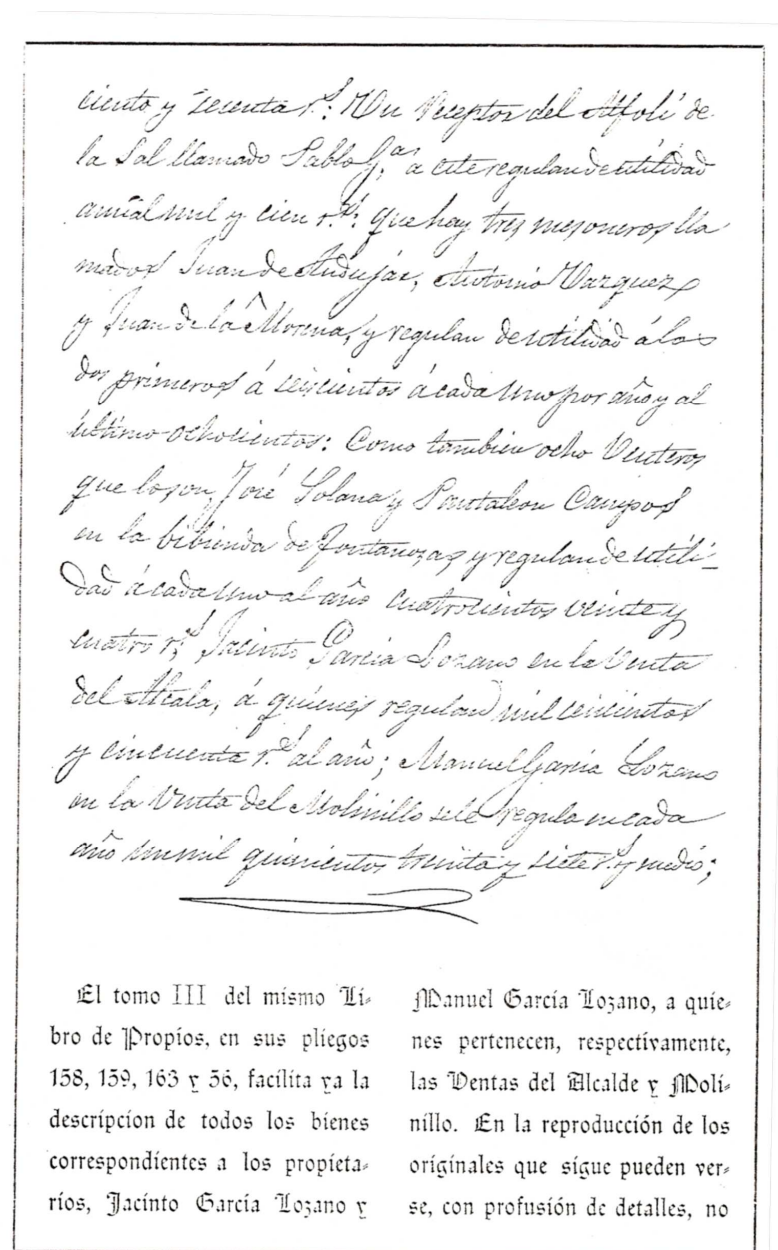 ciento y secenta r.s Un Receptor del Alfolí de
la Sal llamado Pablo G.a á este regulan de utilidad
anual mil y cien r.s: que hay tres mesoneros lla-
mados Juan de Andujar, Antonio Vazquez
y Juan de la Morena, y regulan de utilidad á los
dos primeros á seiscientos á cada uno por año y al
último ochocientos: Como tambien ocho Venteros
que lo son, José Solana y Pantaleon Campos
en la bibienda de Fontanozas y regulan de utili-
dad á cada uno al año cuatrocientos veinte y
cuatro r.s Jacinto Garcia Lozano en la Venta
del Alcala, á quienes regulan mil seiscientos
y cincuenta r.s al año; Manuel Garcia Lozano
en la Venta del Molinillo se le regula en cada
año un mil quinientos treinta y siete r.s y medio;
El tomo III del mismo Li-
bro de Propios, en sus pliegos
158, 159, 163 y 56, facilita ya la
descripcion de todos los bienes
correspondientes a los propieta-
rios, Jacinto García Lozano y
Manuel García Lozano, a quie-
nes pertenecen, respectivamente,
las Ventas del Alcalde y Moli-
nillo. En la reproducción de los
originales que sigue pueden ver-
se, con profusión de detalles, no